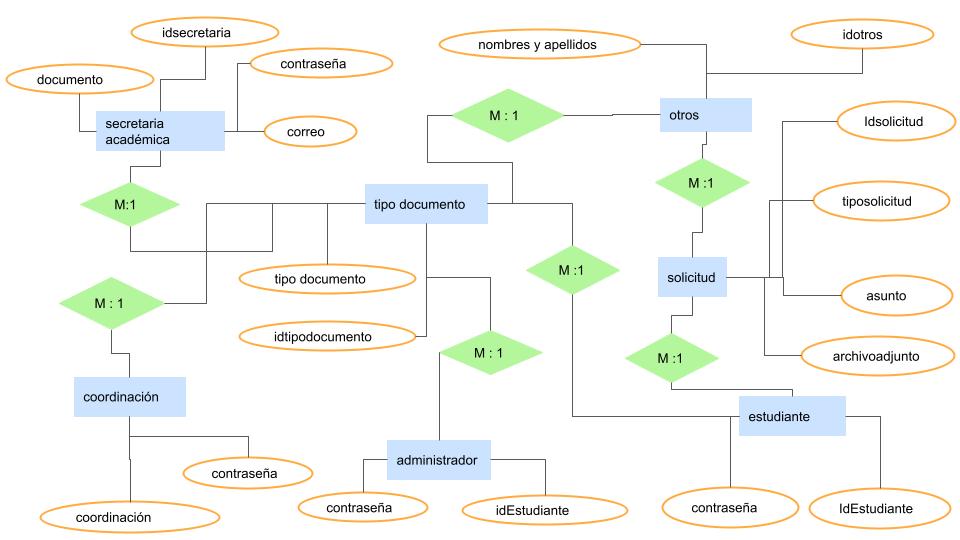 idsecretaria
nombres y apellidos
idotros
documento
contraseña
correo
secretaria
académica
M : 1
otros
Idsolicitud
M:1
tipo documento
M :1
tiposolicitud
tipo documento
M :1
solicitud
M : 1
asunto
idtipodocumento
M : 1
M :1
archivoadjunto
coordinación
estudiante
contraseña
administrador
coordinación
contraseña
idEstudiante
contraseña
IdEstudiante